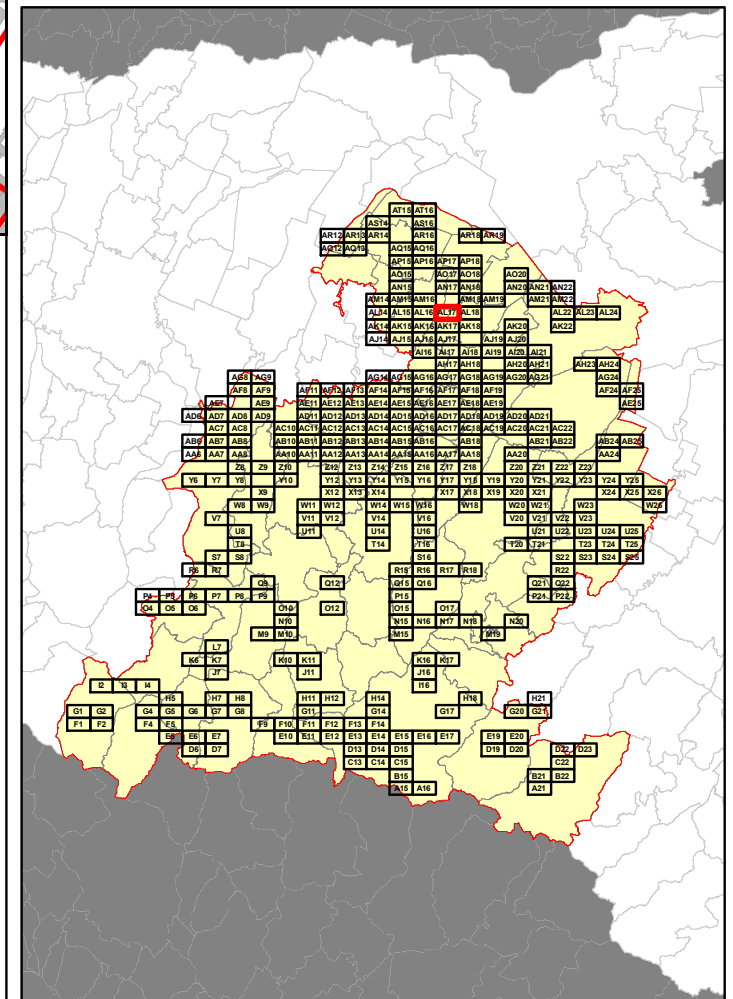 AT15 AT16
AS14 AS16
AR12 AR13 AR14 AR16 AR18 AR19
AQ12 AQ13 AQ15 AQ16
AP15 AP16 AP17 AP18
AO15 AO17 AO18 AO20
AN15 AN17 AN18 AN20 AN21 AN22
AM14 AM15 AM16 AM18 AM19 AM21 AM22
AL14 AL15 AL16 AL17 AL18 AL22 AL23 AL24
AK14 AK15 AK16 AK17 AK18 AK20 AK22
AJ14 AJ15 AJ16 AJ17 AJ19 AJ20
AI16 AI17 AI18 AI19 AI20 AI21
AH17 AH18 AH20 AH21 AH23 AH24
AG8 AG9 AG14 AG15 AG16 AG17 AG18 AG19 AG20 AG21 AG24
AF8 AF9 AF11 AF12 AF13 AF14 AF15 AF16 AF17 AF18 AF19 AF24 AF25
AE7 AE9 AE11 AE12 AE13 AE14 AE15 AE16 AE17 AE18 AE19 AE25
AD6 AD7 AD8 AD9 AD11 AD12 AD13 AD14 AD15 AD16 AD17 AD18 AD19 AD20 AD21
AC7 AC8 AC10 AC11 AC12 AC13 AC14 AC15 AC16 AC17 AC18 AC19 AC20 AC21 AC22
AB6 AB7 AB8 AB10 AB11 AB12 AB13 AB14 AB15 AB16 AB18 AB21 AB22 AB24 AB25
AA6 AA7 AA8 AA10 AA11 AA12 AA13 AA14 AA15 AA16 AA17 AA18 AA20 AA24
Z8 Z9 Z10 Z12 Z13 Z14 Z15 Z16 Z17 Z18 Z20 Z21 Z22 Z23
Y6 Y7 Y8 Y10 Y12 Y13 Y14 Y15 Y16 Y17 Y18 Y19 Y20 Y21 Y22 Y23 Y24 Y25
X9 X12 X13 X14 X17 X18 X19 X20 X21 X24 X25 X26
W8 W9 W11 W12 W14 W15 W16 W18 W20 W21 W23 W26
V7 V11 V12 V14 V16 V20 V21 V22 V23
U8 U11 U14 U16 U21 U22 U23 U24 U25
T8 T14 T16 T20 T21 T23 T24 T25
S7 S8 S16 S22 S23 S24 S25
R6 R7 R15 R16 R17 R18 R22
Q9 Q12 Q15 Q16 Q21 Q22
P4 P5 P6 P7 P8 P9 P15 P21 P22
O4 O5 O6 O10 O12 O15 O17
N10 N15 N16 N17 N18 N20
M9 M10 M15 M19
L7
K6 K7 K10 K11 K16 K17
J7 J11 J16
I2 I3 I4 I16
H5 H7 H8 H11 H12 H14 H18 H21
G1 G2 G4 G5 G6 G7 G8 G11 G14 G17 G20 G21
F1 F2 F4 F5 F9 F10 F11 F12 F13 F14
E5 E6 E7 E10 E11 E12 E13 E14 E15 E16 E17 E19 E20
D6 D7 D13 D14 D15 D19 D20 D22 D23
C13 C14 C15 C22
B15 B21 B22
A15 A16 A21